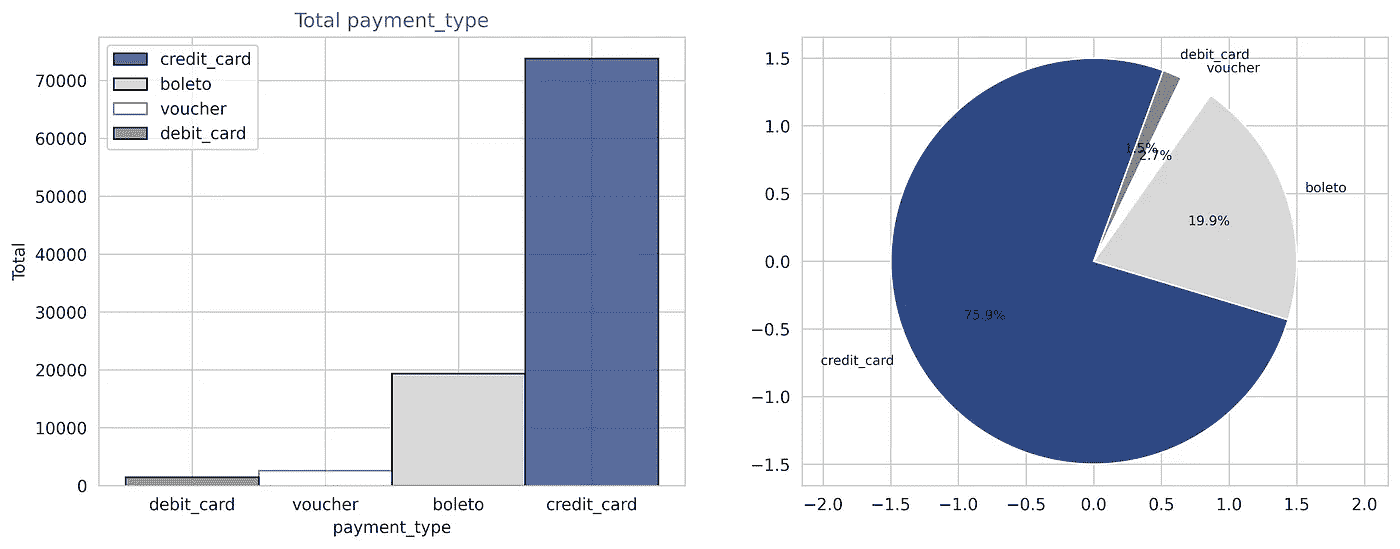 Total payment_type
credit_card
boleto
voucher
debit_card
70000
60000
50000
40000
30000
20000
10000
0
Total
debit_card voucher boleto credit_card
payment_type
debit_card
voucher
boleto
credit_card
1.5%
2.7%
19.9%
75.9%
1.5
1.0
0.5
0.0
−0.5
−1.0
−1.5
−2.0 −1.5 −1.0 −0.5 0.0 0.5 1.0 1.5 2.0